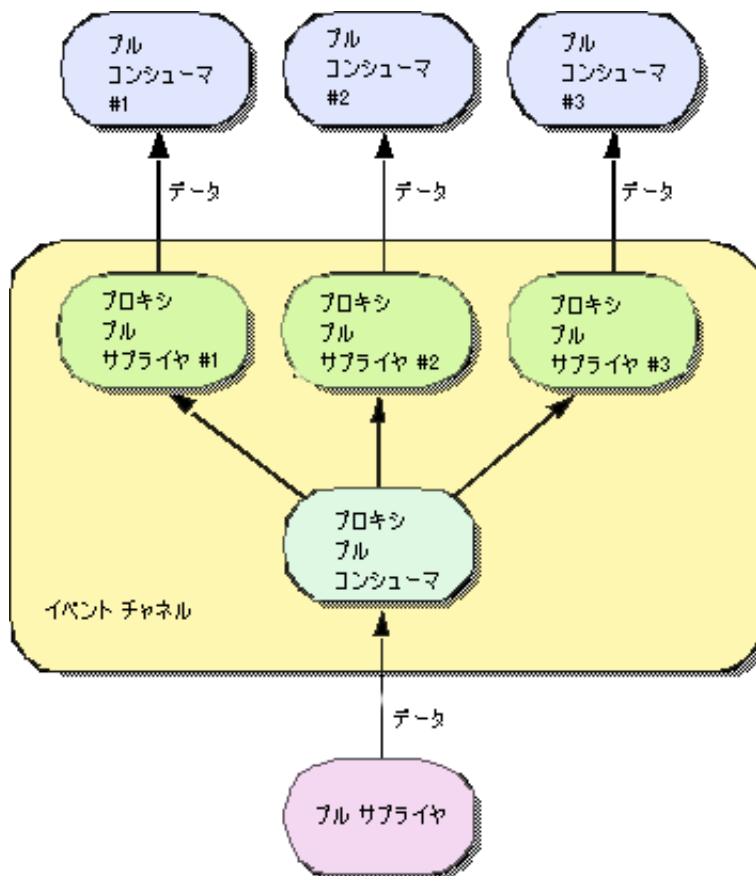 プル
コンシューマ
#1
プル
コンシューマ
#2
プル
コンシューマ
#3
データ
データ
データ
プロキシ
プル
サプライヤ #1
プロキシ
プル
サプライヤ #2
プロキシ
プル
サプライヤ #3
プロキシ
プル
コンシューマ
イベント チャネル
データ
プル サプライヤ